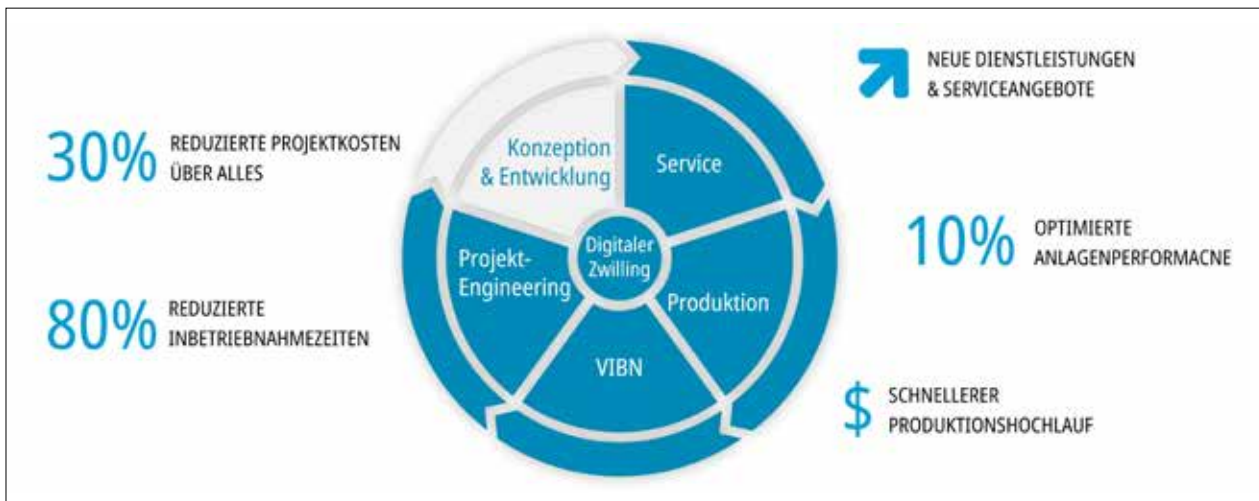 30%
REDUZIERTE PROJEKTKOSTEN
ÜBER ALLES
80%
REDUZIERTE
INBETRIEBNAHMEZEITEN
Konzeption
& Entwicklung
Service
Digitaler
Zwilling
Projekt-
Engineering
Produktion
VIBN
NEUE DIENSTLEISTUNGEN
& SERVICEANGEBOTE
10%
OPTIMIERTE
ANLAGENPERFORMACNE
$
SCHNELLERER
PRODUKTIONSHOCHLAUF